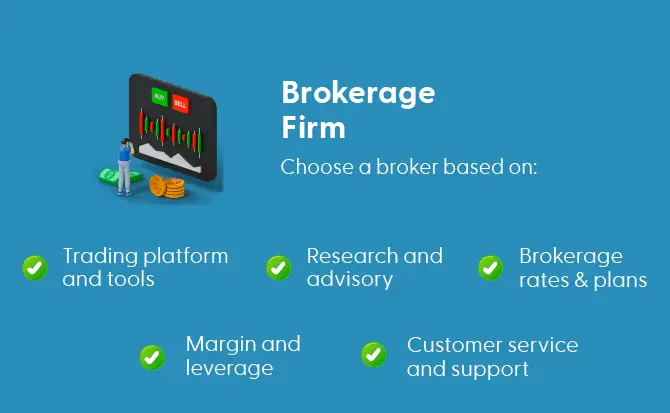 Brokerage
Firm
Choose a broker based on:
BUY
SELL
Trading platform
and tools
Research and
advisory
Brokerage
rates & plans
Margin and
leverage
Customer service
and support